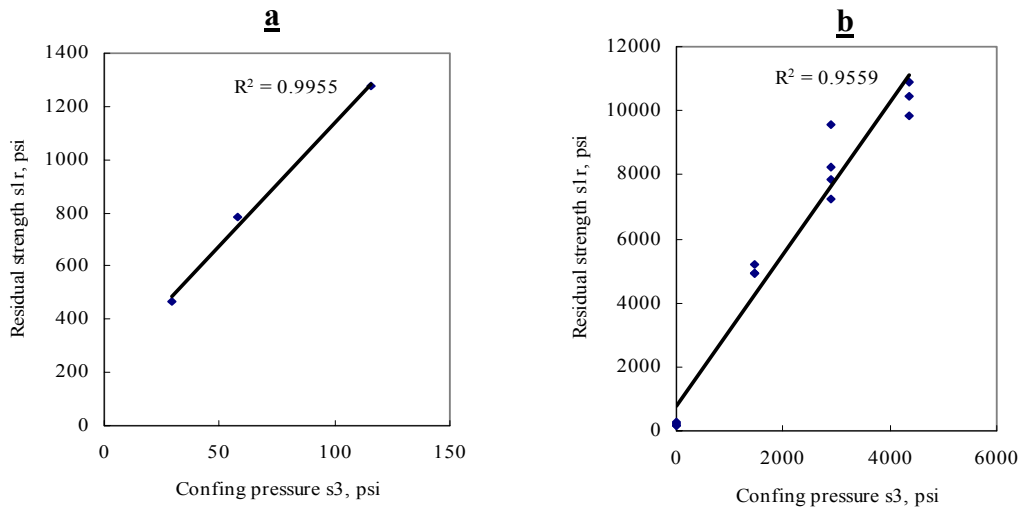 a
1400
1200
1000
800
600
400
200
0
0 50 100 150
R² = 0.9955
Residual strength s1r, psi
Confing pressure s3, psi
b
12000
10000
8000
6000
4000
2000
0
0 2000 4000 6000
R² = 0.9559
Residual strength s1r, psi
Confing pressure s3, psi